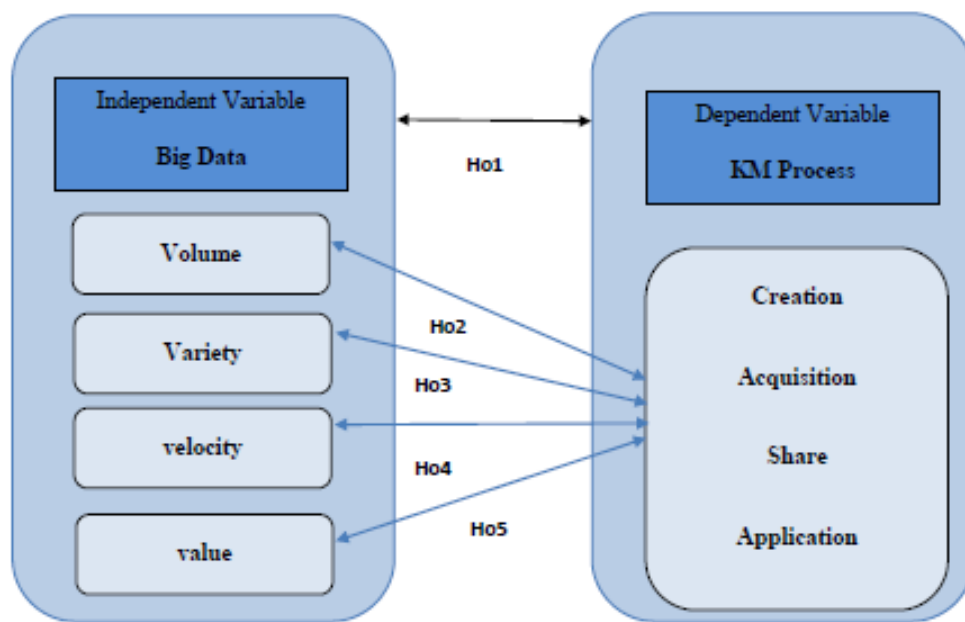 Independent Variable
Big Data
Volume
Variety
velocity
value
Ho1
Ho2
Ho3
Ho4
Ho5
Dependent Variable
KM Process
Creation
Acquisition
Share
Application